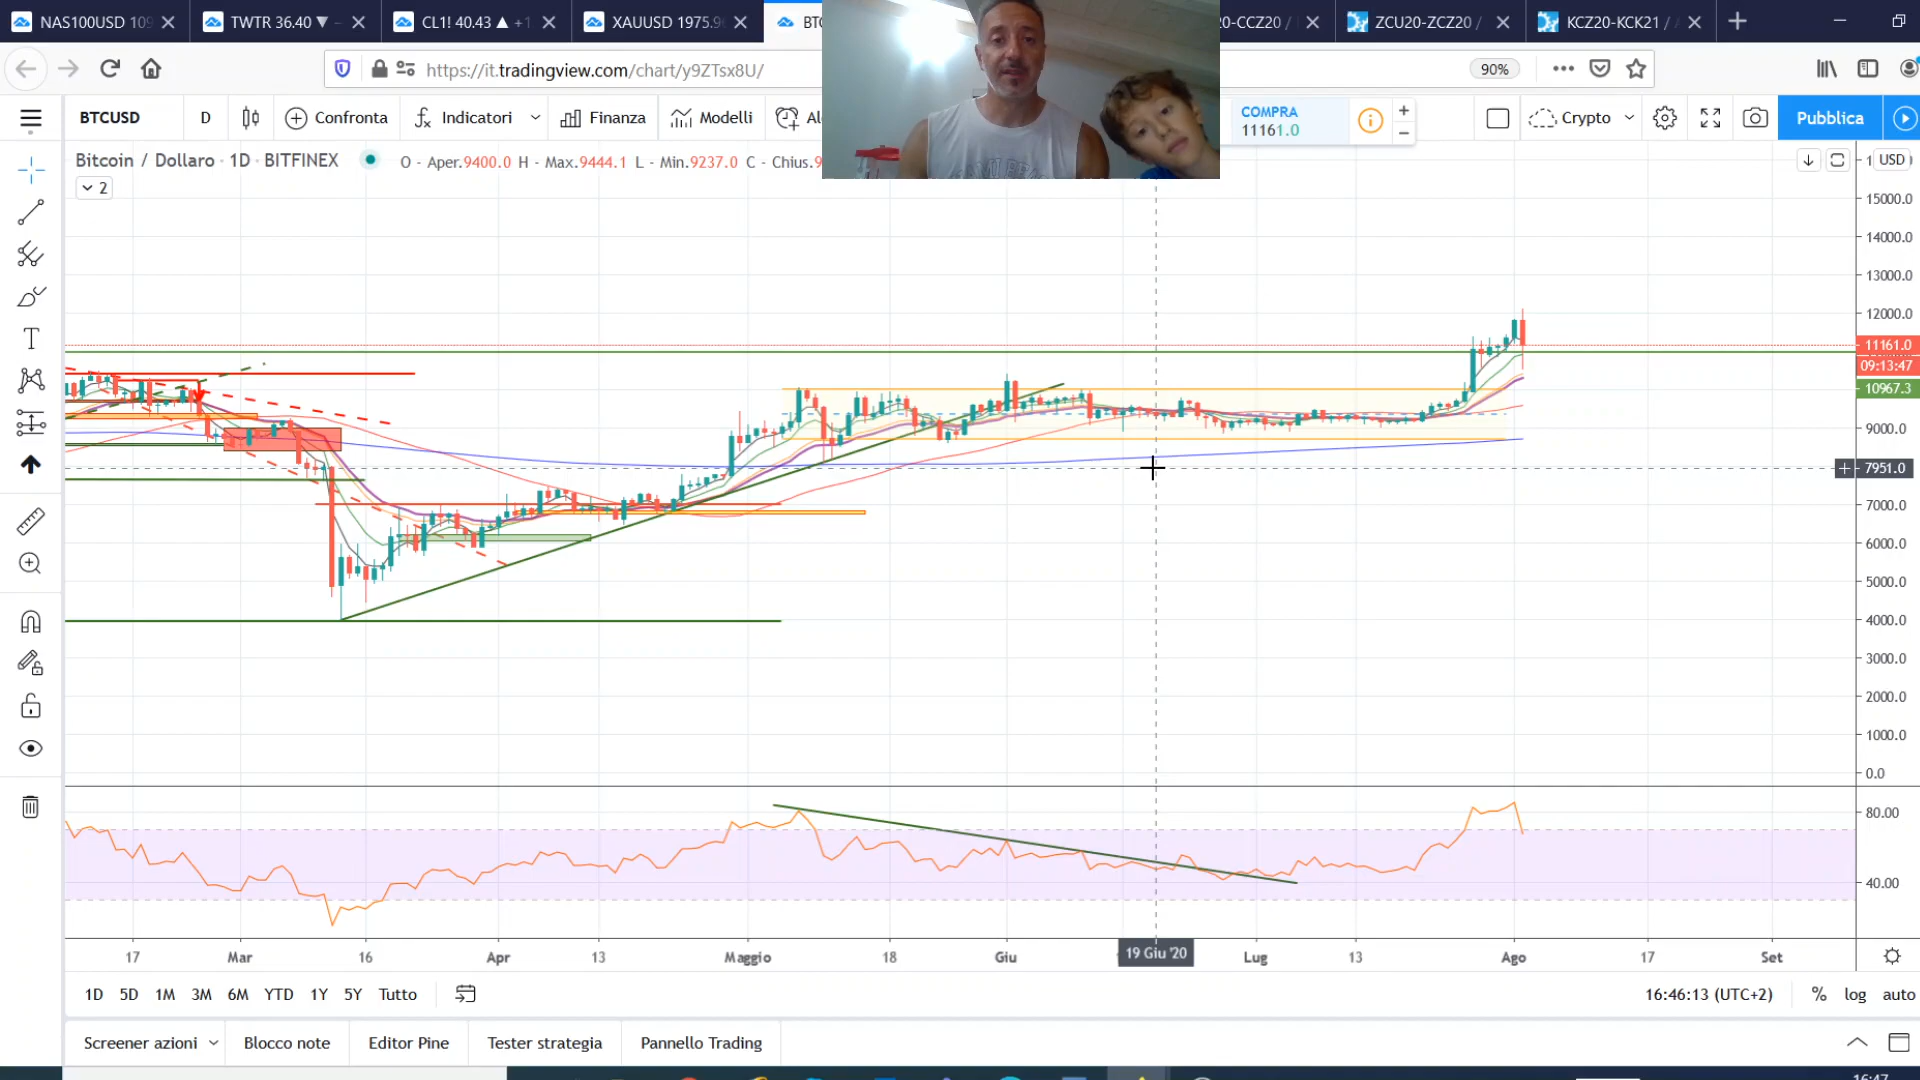 NAS100USD 109
TWTR 36.40 ▼ -
CL1! 40.43 ▲ +1
XAUUSD 1975.9
BTC
0-CCZ20 /
ZCU20-ZCZ20 /
KCZ20-KCK21 /
https://it.tradingview.com/chart/y9ZTsx8U/
90%
BTCUSD
D
Confronta
Indicatori
Finanza
Modelli
COMPRA
11161.0
Crypto
Pubblica
Bitcoin / Dollaro · 1D · BITFINEX
O - Aper.9400.0 H - Max.9444.1 L - Min.9237.0 C - Chius.9
2
USD
15000.0
14000.0
13000.0
12000.0
11161.0
09:13:47
10967.3
9000.0
7951.0
7000.0
6000.0
5000.0
4000.0
3000.0
2000.0
1000.0
0.0
80.00
40.00
17
Mar
16
Apr
13
Maggio
18
Giu
19 Giu '20
Lug
13
Ago
17
Set
1D 5D 1M 3M 6M YTD 1Y 5Y Tutto
16:46:13 (UTC+2)
% log auto
Screener azioni
Blocco note
Editor Pine
Tester strategia
Pannello Trading
16:47